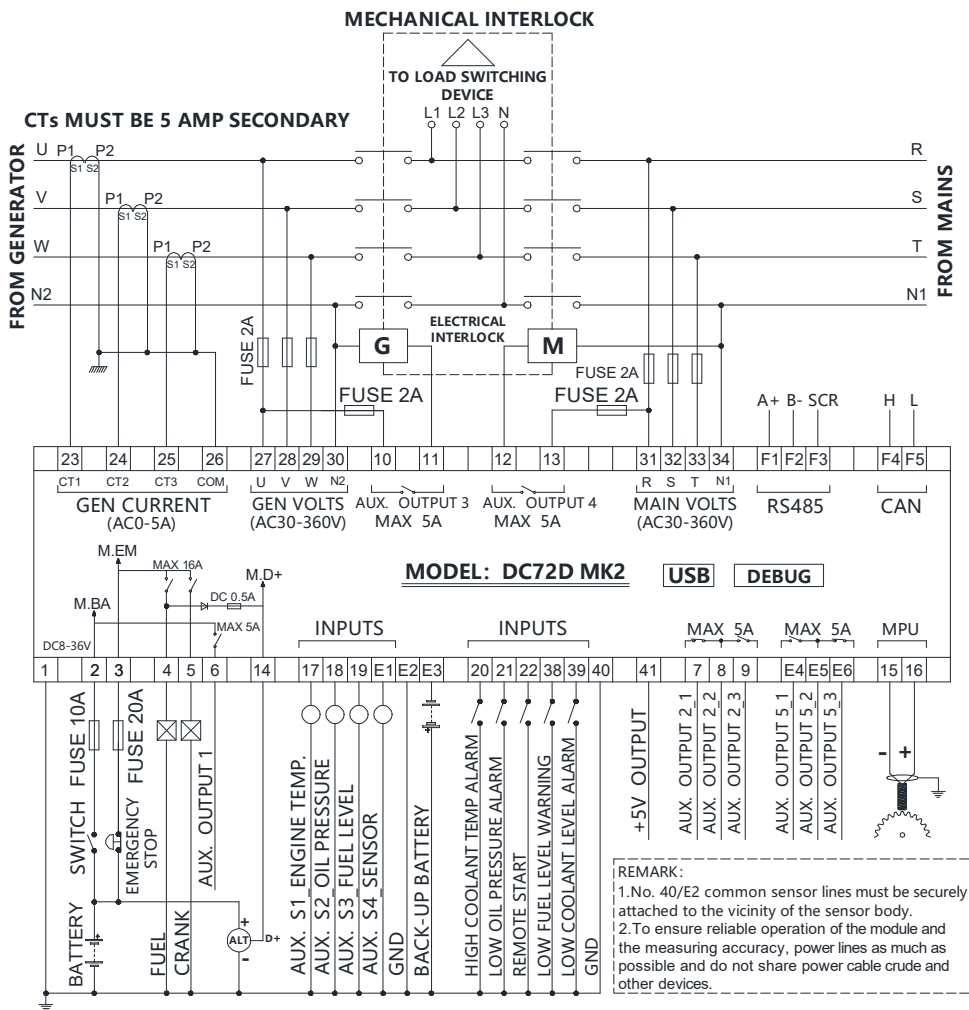 MECHANICAL INTERLOCK
TO LOAD SWITCHING
DEVICE
L1 L2 L3 N
CTs MUST BE 5 AMP SECONDARY
FROM GENERATOR
U P1 P2
S1 S2
V P1 P2
S1 S2
W P1 P2
S1 S2
N2
R
S
T
N1
FROM MAINS
ELECTRICAL
INTERLOCK
G
M
FUSE 2A
FUSE 2A
FUSE 2A
FUSE 2A
A+ B- SCR
H L
23 24 25 26 27 28 29 30 10 11 12 13 31 32 33 34 F1 F2 F3 F4 F5
CT1 CT2 CT3 COM U V W N2 R S T N1
GEN CURRENT
(AC0-5A)
GEN VOLTS
(AC30-360V)
AUX. OUTPUT 3
MAX 5A
AUX. OUTPUT 4
MAX 5A
MAIN VOLTS
(AC30-360V)
RS485
CAN
M.EM
MAX 16A
M.D+
DC 0.5A
M.BA
MAX 5A
DC8-36V
MODEL: DC72D MK2
USB
DEBUG
INPUTS
INPUTS
MAX 5A
MAX 5A
MPU
1 2 3 4 5 6 14 17 18 19 E1 E2 E3 20 21 22 38 39 40 41 7 8 9 E4 E5 E6 15 16
FUSE 10A
FUSE 20A
SWITCH
EMERGENCY
STOP
BATTERY
FUEL
CRANK
AUX. OUTPUT 1
+
ALT
D+
-
AUX. S1_ENGINE TEMP.
AUX. S2_OIL PRESSURE
AUX. S3_FUEL LEVEL
AUX. S4_SENSOR
GND
BACK-UP BATTERY
+
HIGH COOLANT TEMP ALARM
LOW OIL PRESSURE ALARM
REMOTE START
LOW FUEL LEVEL WARNING
LOW COOLANT LEVEL ALARM
GND
+5V OUTPUT
AUX. OUTPUT 2_1
AUX. OUTPUT 2_2
AUX. OUTPUT 2_3
AUX. OUTPUT 5_1
AUX. OUTPUT 5_2
AUX. OUTPUT 5_3
- +
REMARK:
1.No. 40/E2 common sensor lines must be securely
attached to the vicinity of the sensor body.
2.To ensure reliable operation of the module and
the measuring accuracy, power lines as much as
possible and do not share power cable crude and
other devices.